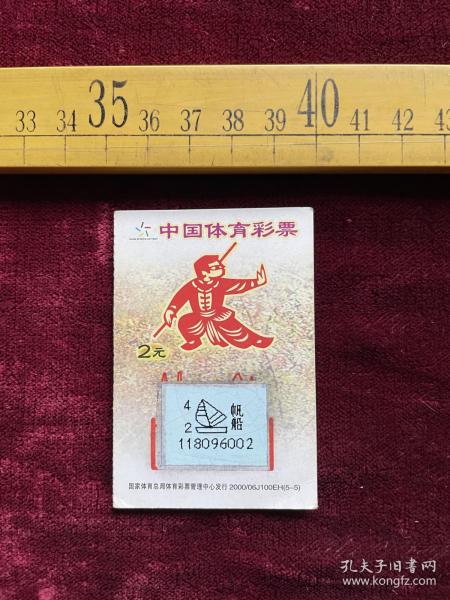 33 34 35 36 37 38 39 40 41 42 43
中国体育彩票
2元
4 帆
2 船
118096002
国家体育总局体育彩票管理中心发行 2000/06J100EH(5-5)
孔夫子旧书网
www.kongfz.com